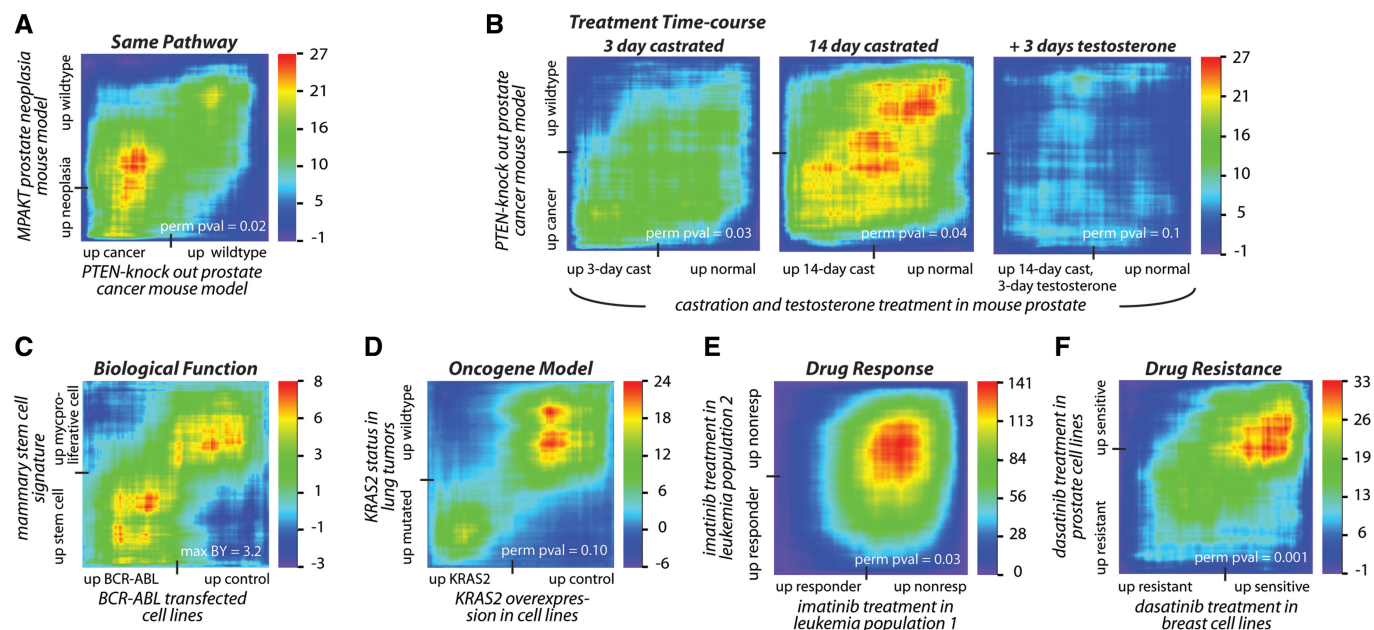 A
Same Pathway
MPAKT prostate neoplasia
mouse model
up neoplasia
up wildtype
27
21
16
10
5
-1
perm pval = 0.02
up cancer
up wildtype
PTEN-knock out prostate
cancer mouse model
B
Treatment Time-course
3 day castrated
14 day castrated
+ 3 days testosterone
PTEN-knock out prostate
cancer mouse model
up cancer
up wildtype
perm pval = 0.03
perm pval = 0.04
perm pval = 0.1
27
21
16
10
5
-1
up 3-day cast
up normal
up 14-day cast
up normal
up 14-day cast,
3-day testosterone
up normal
castration and testosterone treatment in mouse prostate
C
Biological Function
mammary stem cell
signature
up stem cell
up mycpro-
liferative cell
8
6
3
1
-1
-3
max BY = 3.2
up BCR-ABL
up control
BCR-ABL transfected
cell lines
D
Oncogene Model
KRAS2 status in
lung tumors
up mutated
up wildtype
24
18
12
6
0
-6
perm pval = 0.10
up KRAS2
up control
KRAS2 overexpres-
sion in cell lines
E
Drug Response
imatinib treatment in
leukemia population 2
up responder
up nonresp
141
113
84
56
28
0
perm pval = 0.03
up responder
up nonresp
imatinib treatment in
leukemia population 1
F
Drug Resistance
dasatinib treatment in
prostate cell lines
up resistant
up sensitive
33
26
19
13
6
-1
perm pval = 0.001
up resistant
up sensitive
dasatinib treatment in
breast cell lines